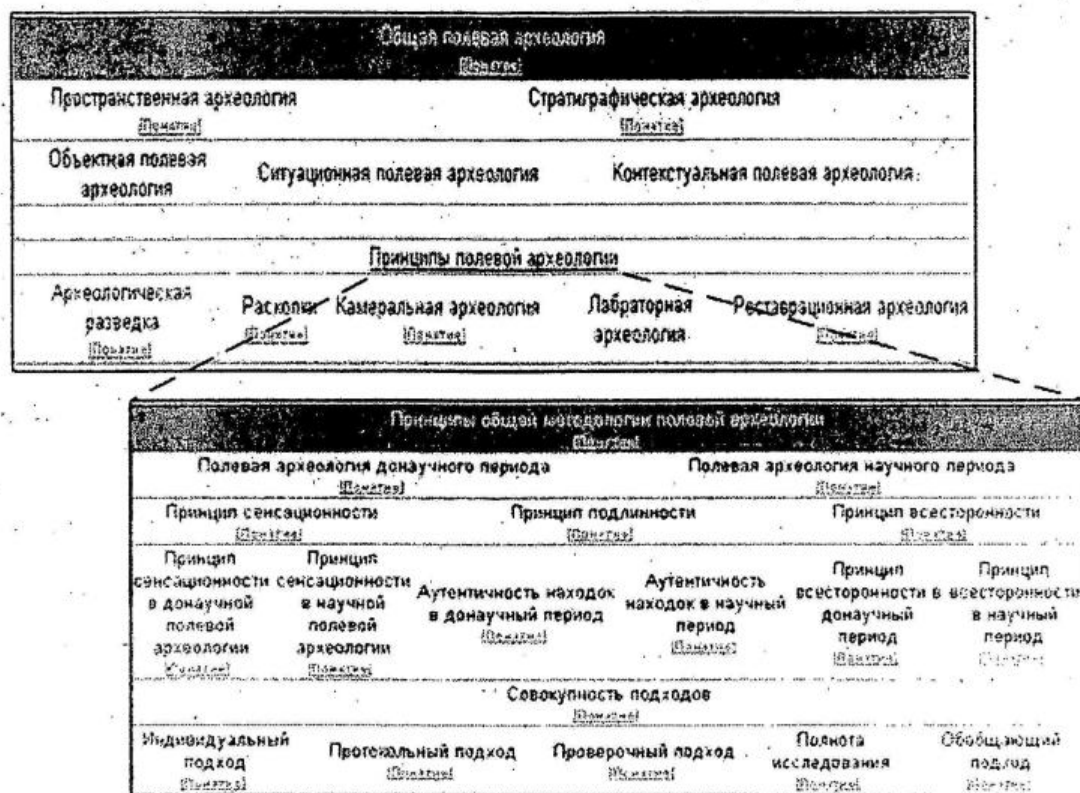 Общая полевая археология
[Понятие]
Пространственная археология Стратиграфическая археология
[Понятие] [Понятие]
Объектная полевая
археология Ситуационная полевая археология Контекстуальная полевая археология
Принципы полевой археологии
Археологическая
разведка Раскопки Камеральная археология Лабраторная
археология Реставрационная археология
[Понятие] [Понятие] [Понятие] [Понятие]
Принципы общей методологии полевой археологии
[Понятие]
Полевая археология донаучного периода Полевая археология научного периода
[Понятие] [Понятие]
Принцип сенсационности Принцип подлинности Принцип всесторонности
[Понятие] [Понятие] [Понятие]
Принцип
сенсационности
в донаучной
полевой
археологии
[Понятие]
Принцип
сенсационности
в научной
полевой
археологии
[Понятие]
Аутентичность находок
в донаучный период
[Понятие]
Аутентичность
находок в научный
период
[Понятие]
Принцип
всесторонности в
донаучный
период
[Понятие]
Принцип
всесторонности
в научный
период
[Понятие]
Совокупность подходов
[Понятие]
Индивидуальный
подход
[Понятие]
Протокольный подход
[Понятие]
Проверочный подход
[Понятие]
Полнота
исследования
[Понятие]
Обобщающий
подход
[Понятие]